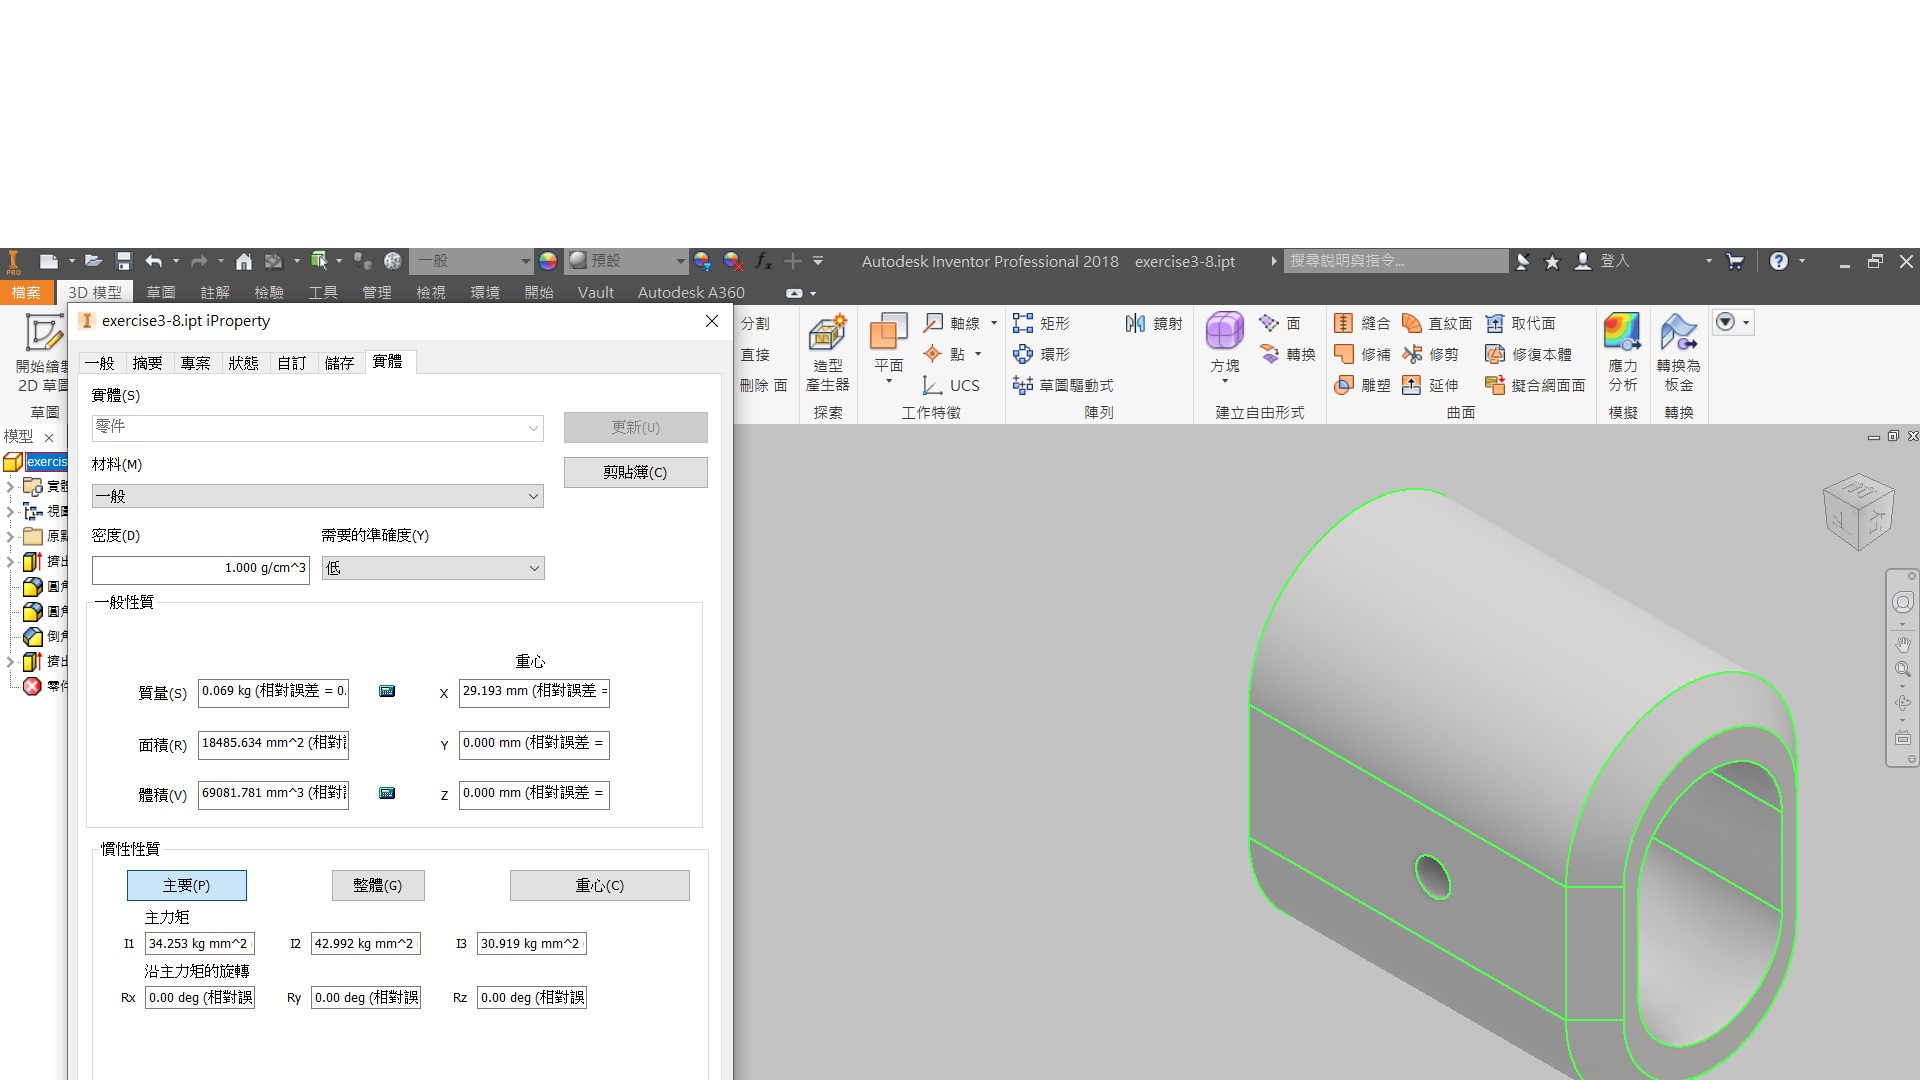 PRO
一般
預設
Autodesk Inventor Professional 2018 exercise3-8.ipt
搜尋說明與指令...
登入
檔案 3D 模型 草圖 註解 檢驗 工具 管理 檢視 環境 開始 Vault Autodesk A360
開始繪製
2D 草圖
草圖
分割
直接
刪除 面
造型
產生器
探索
平面
軸線
點
UCS
工作特徵
矩形
環形
草圖驅動式
鏡射
陣列
方塊
面
轉換
建立自由形式
縫合 直紋面 取代面
修補 修剪 修復本體
雕塑 延伸 擬合網面面
曲面
應力
分析
模擬
轉換為
板金
轉換
模型
exercis
實體
視圖
原點
擠出
圓角
圓角
倒角
擠出
零件
exercise3-8.ipt iProperty
一般 摘要 專案 狀態 自訂 儲存 實體
實體(S)
零件
更新(U)
材料(M)
剪貼簿(C)
一般
密度(D) 需要的準確度(Y)
1.000 g/cm^3 低
一般性質
重心
質量(S) 0.069 kg (相對誤差 = 0. X 29.193 mm (相對誤差 =
面積(R) 18485.634 mm^2 (相對 Y 0.000 mm (相對誤差 =
體積(V) 69081.781 mm^3 (相對 Z 0.000 mm (相對誤差 =
慣性性質
主要(P) 整體(G) 重心(C)
主力矩
I1 34.253 kg mm^2 I2 42.992 kg mm^2 I3 30.919 kg mm^2
沿主力矩的旋轉
Rx 0.00 deg (相對誤 Ry 0.00 deg (相對誤 Rz 0.00 deg (相對誤